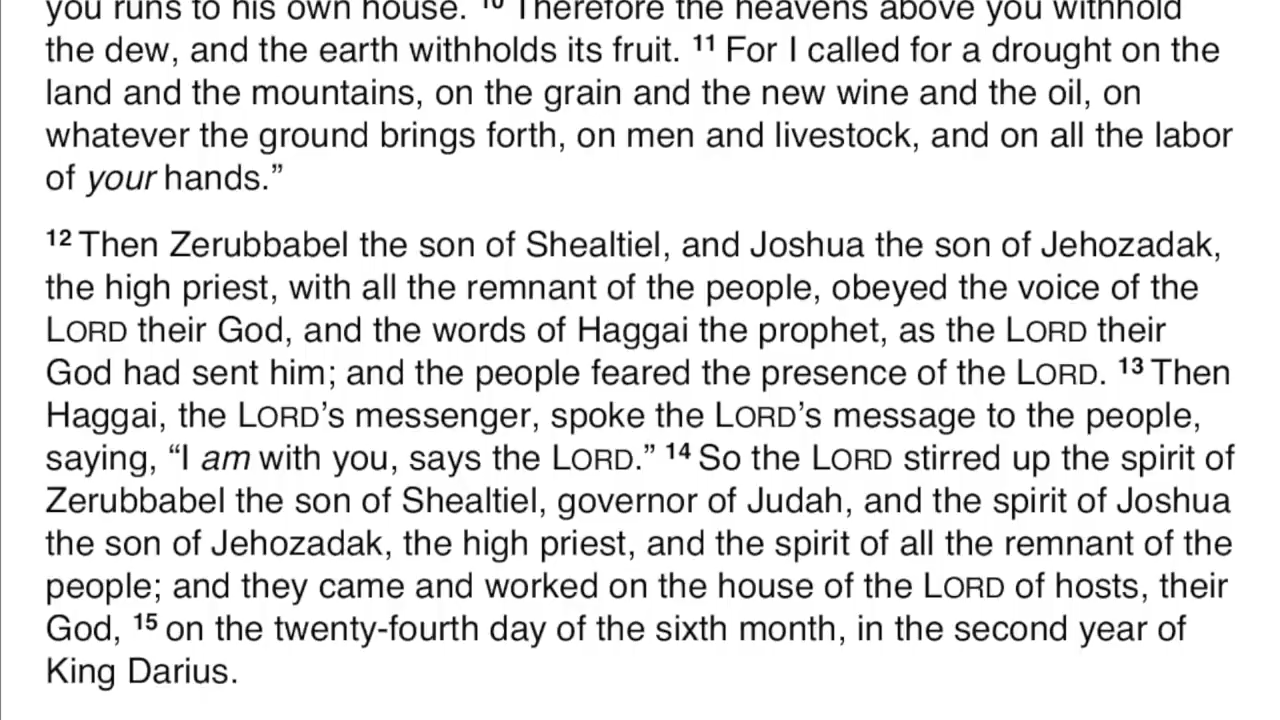 you runs to his own house. ¹⁰ Therefore the heavens above you withhold
the dew, and the earth withholds its fruit. ¹¹ For I called for a drought on the
land and the mountains, on the grain and the new wine and the oil, on
whatever the ground brings forth, on men and livestock, and on all the labor
of your hands.”
¹² Then Zerubbabel the son of Shealtiel, and Joshua the son of Jehozadak,
the high priest, with all the remnant of the people, obeyed the voice of the
LORD their God, and the words of Haggai the prophet, as the LORD their
God had sent him; and the people feared the presence of the LORD. ¹³ Then
Haggai, the LORD’s messenger, spoke the LORD’s message to the people,
saying, “I am with you, says the LORD.” ¹⁴ So the LORD stirred up the spirit of
Zerubbabel the son of Shealtiel, governor of Judah, and the spirit of Joshua
the son of Jehozadak, the high priest, and the spirit of all the remnant of the
people; and they came and worked on the house of the LORD of hosts, their
God, ¹⁵ on the twenty-fourth day of the sixth month, in the second year of
King Darius.